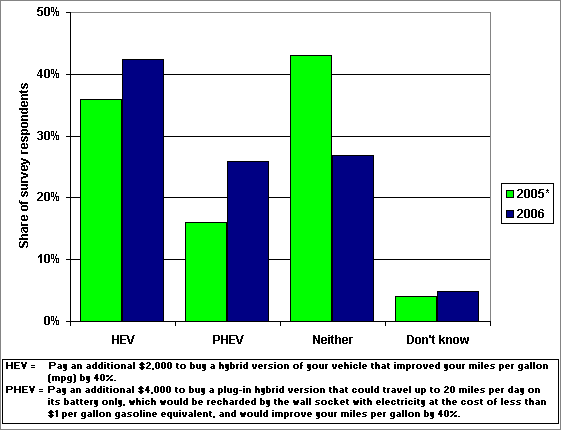 50%
40%
30%
20%
10%
0%
Share of survey respondents
HEV PHEV Neither Don't know
2005*
2006
HEV = Pay an additional $2,000 to buy a hybrid version of your vehicle that improved your miles per gallon
(mpg) by 40%.
PHEV = Pay an additional $4,000 to buy a plug-in hybrid version that could travel up to 20 miles per day on
its battery only, which would be recharded by the wall socket with electricity at the cost of less than
$1 per gallon gasoline equivalent, and would improve your miles per gallon by 40%.